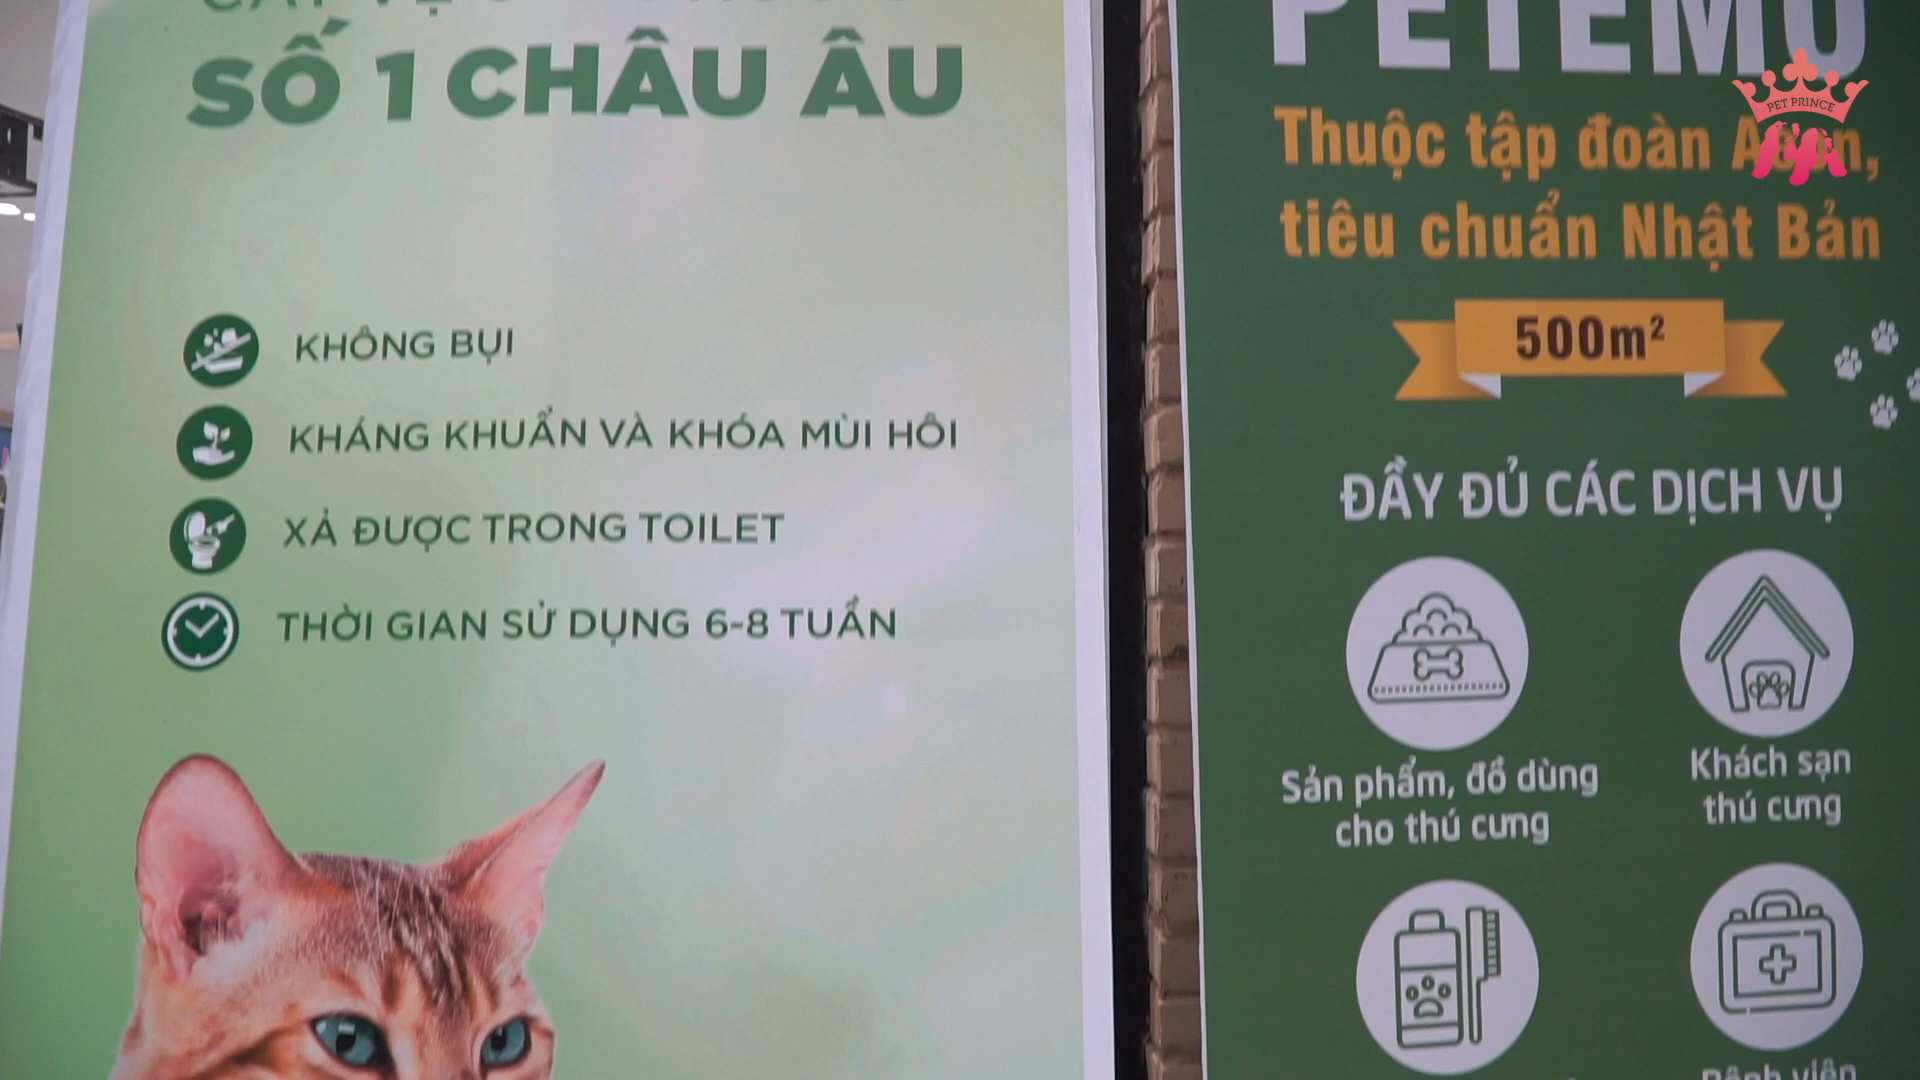 SỐ 1 CHÂU ÂU
KHÔNG BỤI
KHÁNG KHUẨN VÀ KHÓA MÙI HÔI
XẢ ĐƯỢC TRONG TOILET
THỜI GIAN SỬ DỤNG 6-8 TUẦN
PETEMO
PET PRINCE
Thuộc tập đoàn Aeon,
tiêu chuẩn Nhật Bản
500m²
ĐẦY ĐỦ CÁC DỊCH VỤ
Sản phẩm, đồ dùng
cho thú cưng
Khách sạn
thú cưng
Bệnh viện